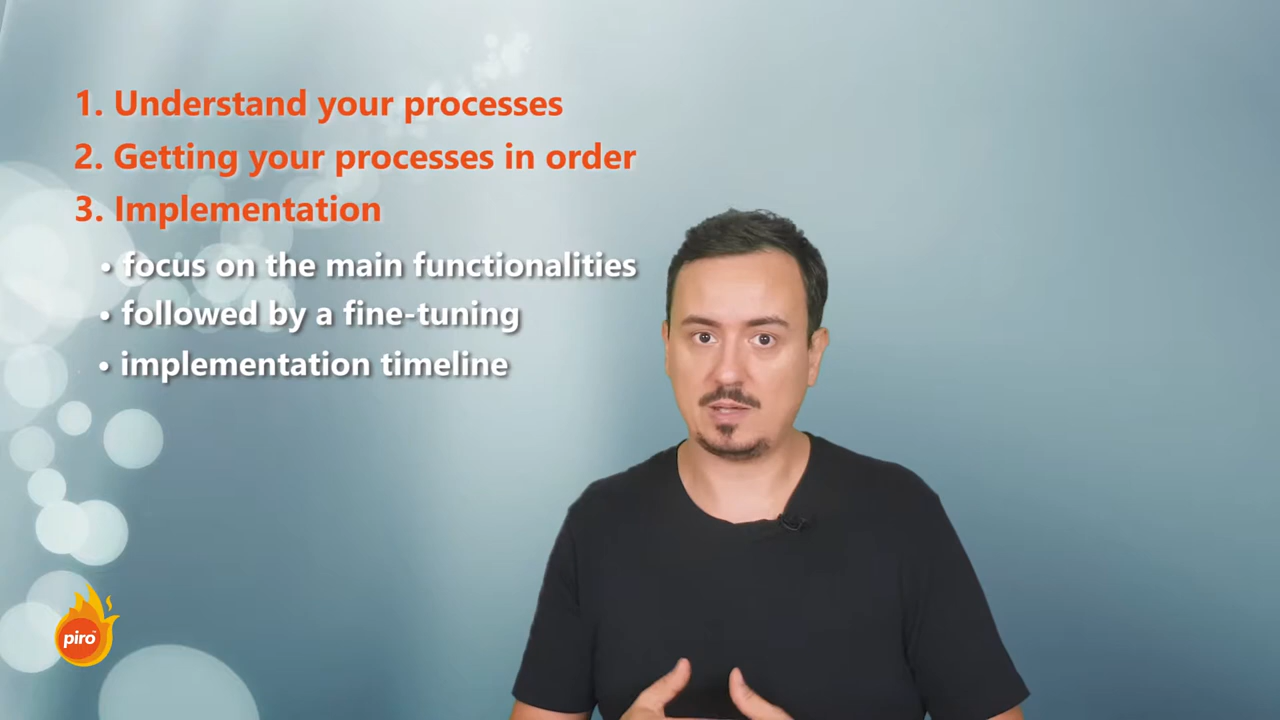 1. Understand your processes
2. Getting your processes in order
3. Implementation
• focus on the main functionalities
• followed by a fine-tuning
• implementation timeline
piro™